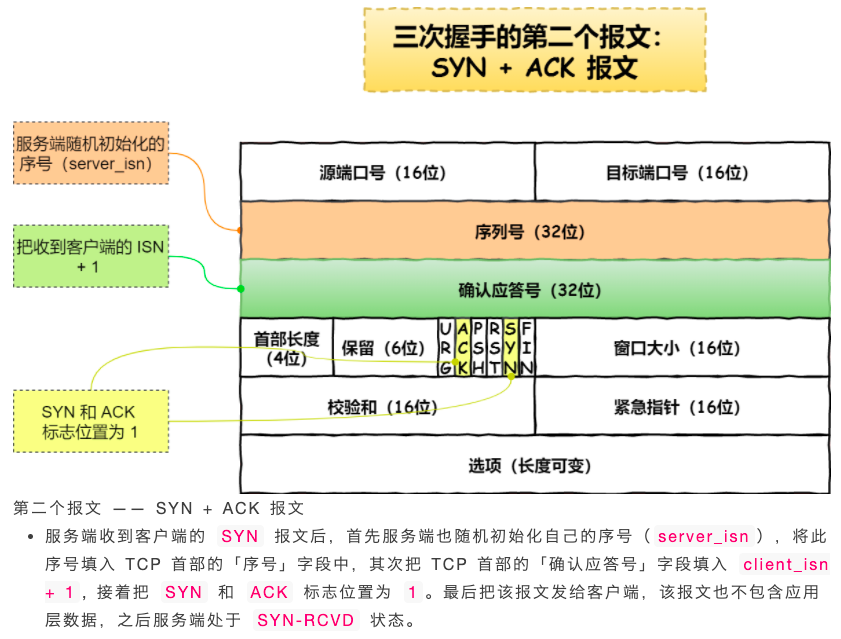 三次握手的第二个报文：
SYN + ACK 报文
服务端随机初始化的
序号（server_isn）
把收到客户端的 ISN
+ 1
SYN 和 ACK
标志位置为 1
源端口号（16位）
目标端口号（16位）
序列号（32位）
确认应答号（32位）
首部长度
（4位）
保留（6位）
URG
ACK
PSH
RST
SYN
FIN
窗口大小（16位）
校验和（16位）
紧急指针（16位）
选项（长度可变）
第二个报文 —— SYN + ACK 报文
• 服务端收到客户端的 SYN 报文后，首先服务端也随机初始化自己的序号（server_isn），将此
序号填入 TCP 首部的「序号」字段中，其次把 TCP 首部的「确认应答号」字段填入 client_isn
+ 1，接着把 SYN 和 ACK 标志位置为 1。最后把该报文发给客户端，该报文也不包含应用
层数据，之后服务端处于 SYN-RCVD 状态。